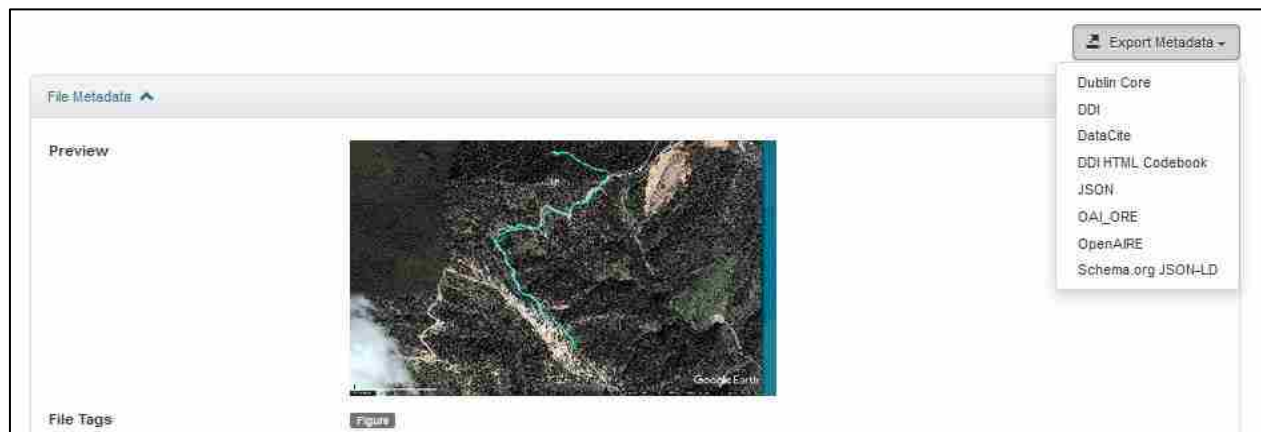 Export Metadata
Dublin Core
DDI
DataCite
DDI HTML Codebook
JSON
OAI_ORE
OpenAIRE
Schema.org JSON-LD
File Metadata
Preview
Google Earth
File Tags
Figure